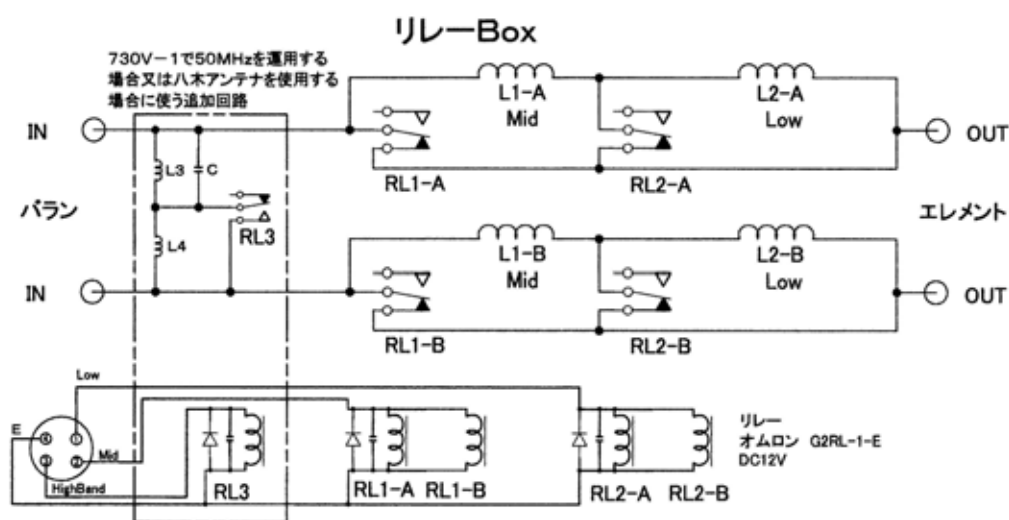 リレーBox
730V-1で50MHzを運用する
場合又は八木アンテナを使用する
場合に使う追加回路
L1-A
Mid
L2-A
Low
IN
OUT
L3
C
RL1-A
RL2-A
バラン
RL3
エレメント
L4
L1-B
Mid
L2-B
Low
IN
OUT
RL1-B
RL2-B
Low
E
4
1
3
2
Mid
HighBand
RL3
RL1-A
RL1-B
RL2-A
RL2-B
リレー
オムロン G2RL-1-E
DC12V